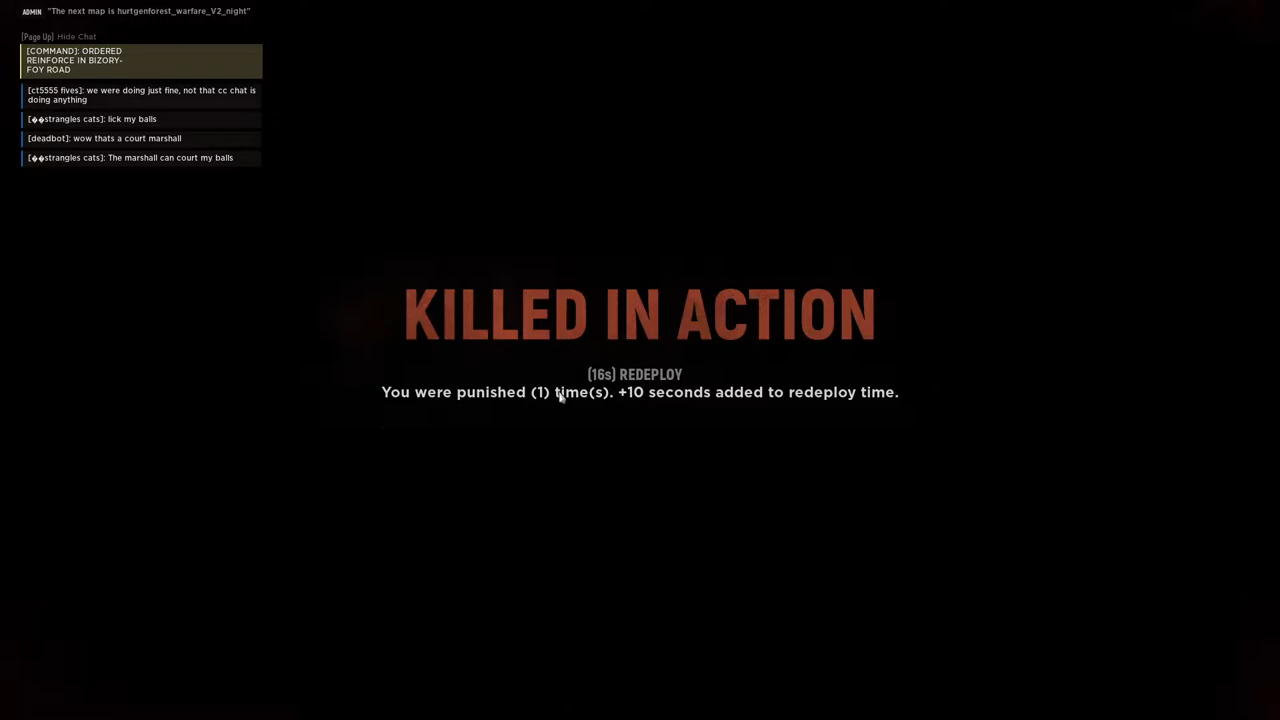 ADMIN "The next map is hurtgenforest_warfare_V2_night"
[Page Up] Hide Chat
[COMMAND]: ORDERED
REINFORCE IN BIZORY-
FOY ROAD
[ct5555 fives]: we were doing just fine, not that cc chat is
doing anything
[��strangles cats]: lick my balls
[deadbot]: wow thats a court marshall
[��strangles cats]: The marshall can court my balls
KILLED IN ACTION
(16s) REDEPLOY
You were punished (1) time(s). +10 seconds added to redeploy time.